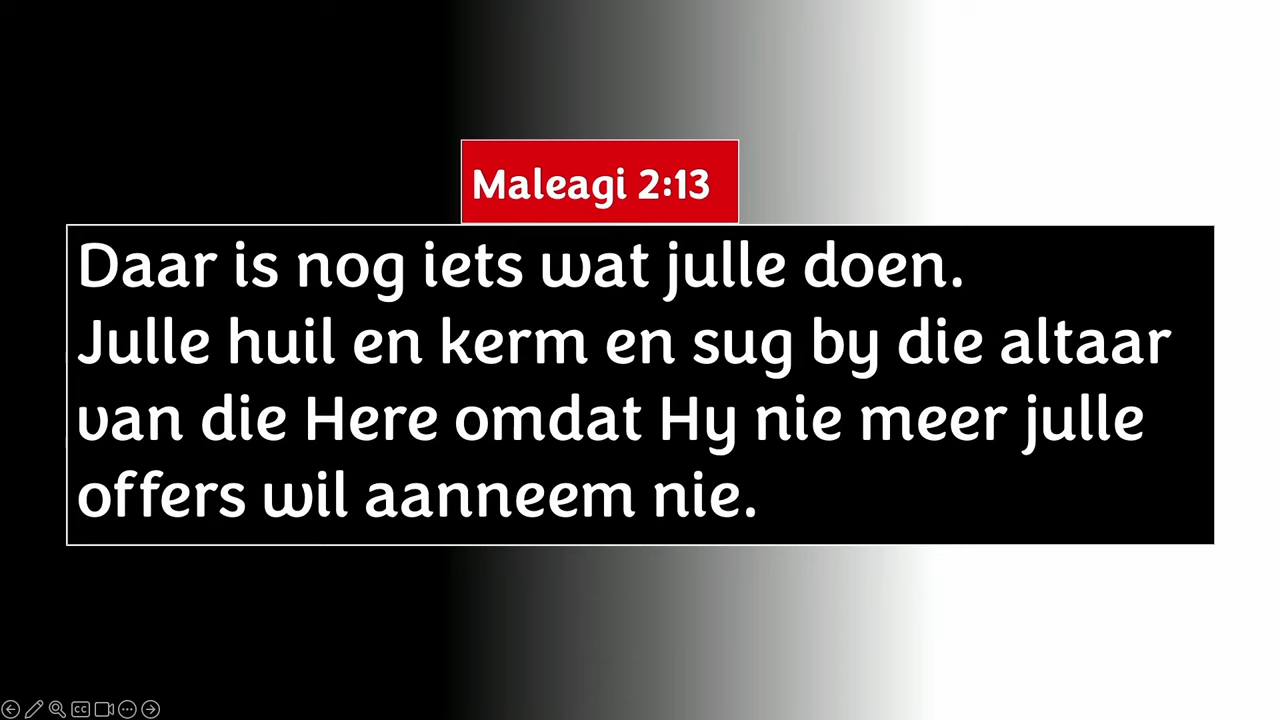 Maleagi 2:13
Daar is nog iets wat julle doen.
Julle huil en kerm en sug by die altaar
van die Here omdat Hy nie meer julle
offers wil aanneem nie.